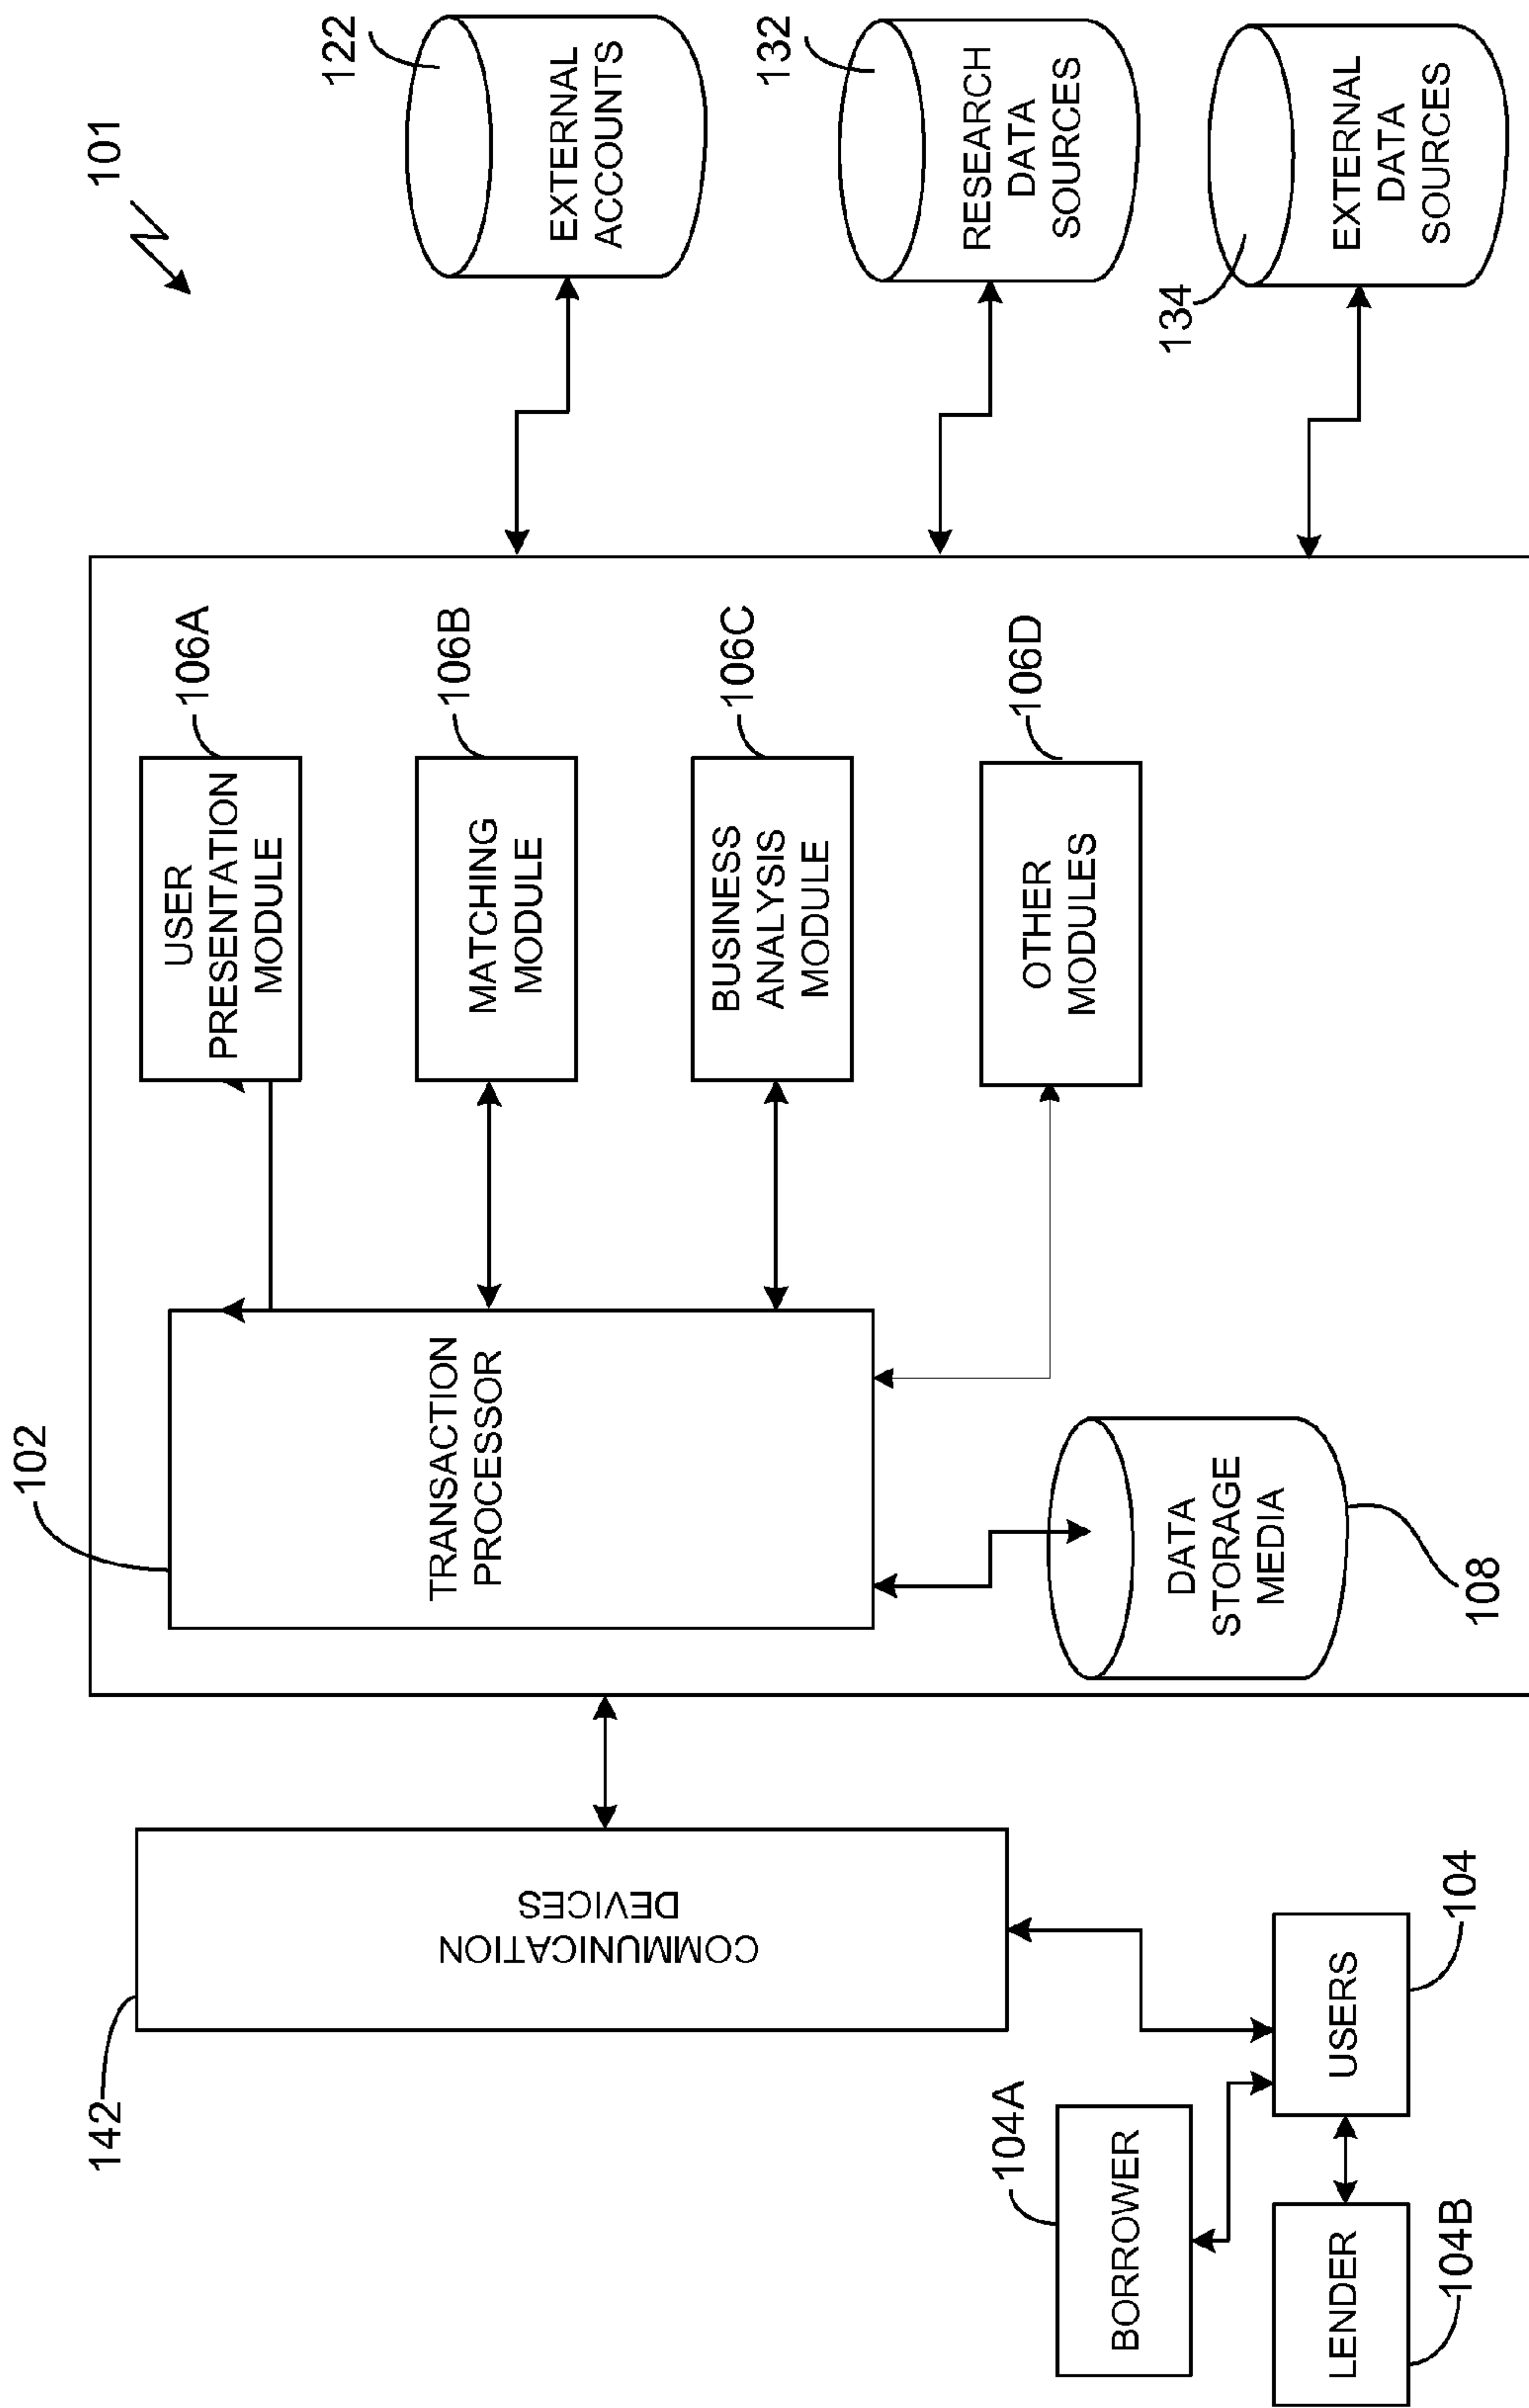 101
102
142
COMMUNICATION
DEVICES
TRANSACTION
PROCESSOR
USER
PRESENTATION
MODULE
106A
MATCHING
MODULE
106B
BUSINESS
ANALYSIS
MODULE
106C
OTHER
MODULES
106D
DATA
STORAGE
MEDIA
108
122
EXTERNAL
ACCOUNTS
132
RESEARCH
DATA
SOURCES
134
EXTERNAL
DATA
SOURCES
104A
BORROWER
LENDER
104B
USERS
104